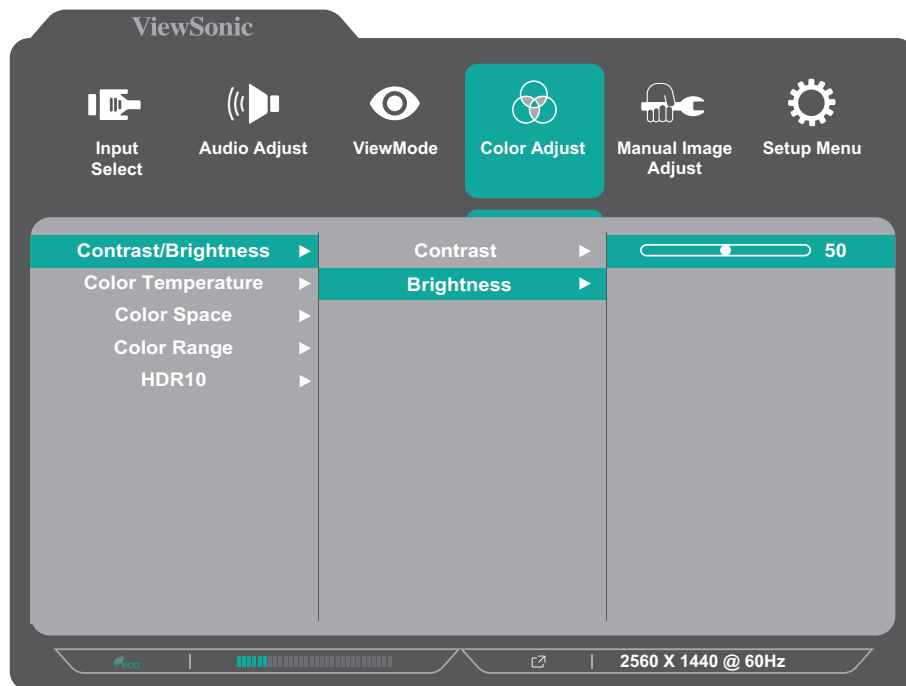 ViewSonic
Input
Select
Audio Adjust
ViewMode
Color Adjust
Manual Image
Adjust
Setup Menu
Contrast/Brightness
Color Temperature
Color Space
Color Range
HDR10
Contrast
Brightness
50
eco
2560 X 1440 @ 60Hz